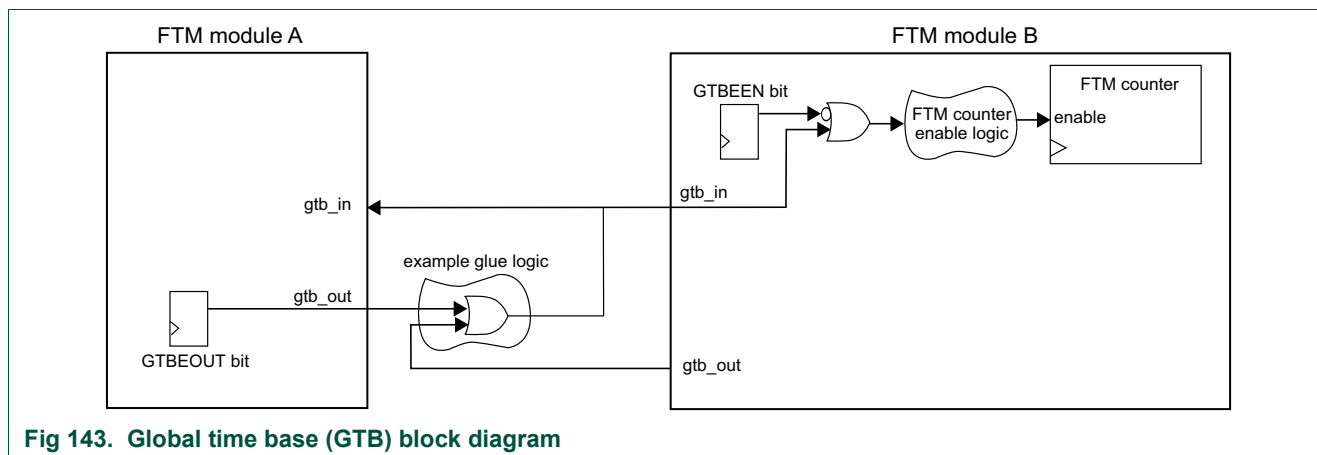 FTM module A
FTM module B
GTBEEN bit
FTM counter
enable logic
FTM counter
enable
gtb_in
gtb_in
example glue logic
gtb_out
GTBEOUT bit
gtb_out
Fig 143. Global time base (GTB) block diagram